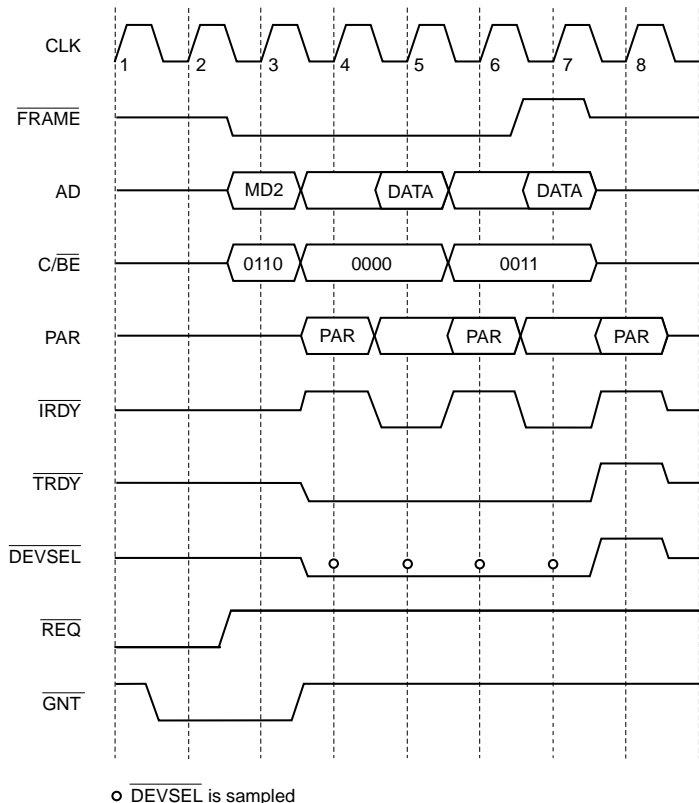 CLK
1 2 3 4 5 6 7 8
FRAME
AD
MD2 DATA DATA
C/BE
0110 0000 0011
PAR
PAR PAR PAR
IRDY
TRDY
DEVSEL
REQ
GNT
DEVSEL is sampled